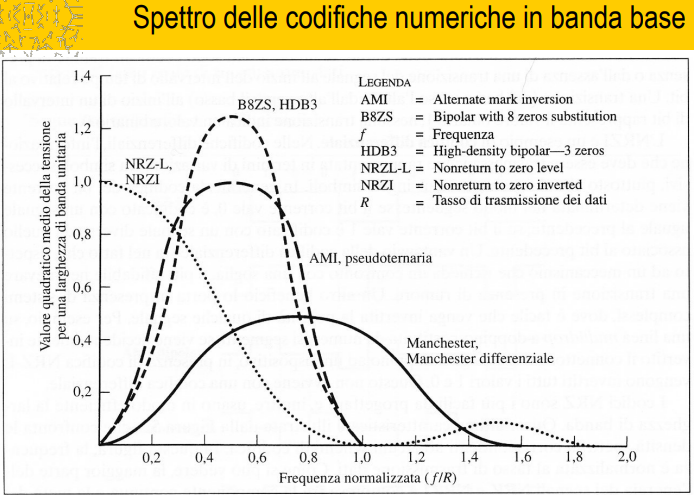 Spettro delle codifiche numeriche in banda base
Valore quadratico medio della tensione
per una larghezza di banda unitaria
1,4
1,2
1,0
0,8
0,6
0,4
0,2
B8ZS, HDB3
NRZ-L,
NRZI
AMI, pseudoternaria
Manchester,
Manchester differenziale
LEGENDA
AMI = Alternate mark inversion
B8ZS = Bipolar with 8 zeros substitution
f = Frequenza
HDB3 = High-density bipolar—3 zeros
NRZL-L = Nonreturn to zero level
NRZI = Nonreturn to zero inverted
R = Tasso di trasmissione dei dati
0,2 0,4 0,6 0,8 1,0 1,2 1,4 1,6 1,8 2,0
Frequenza normalizzata (f/R)